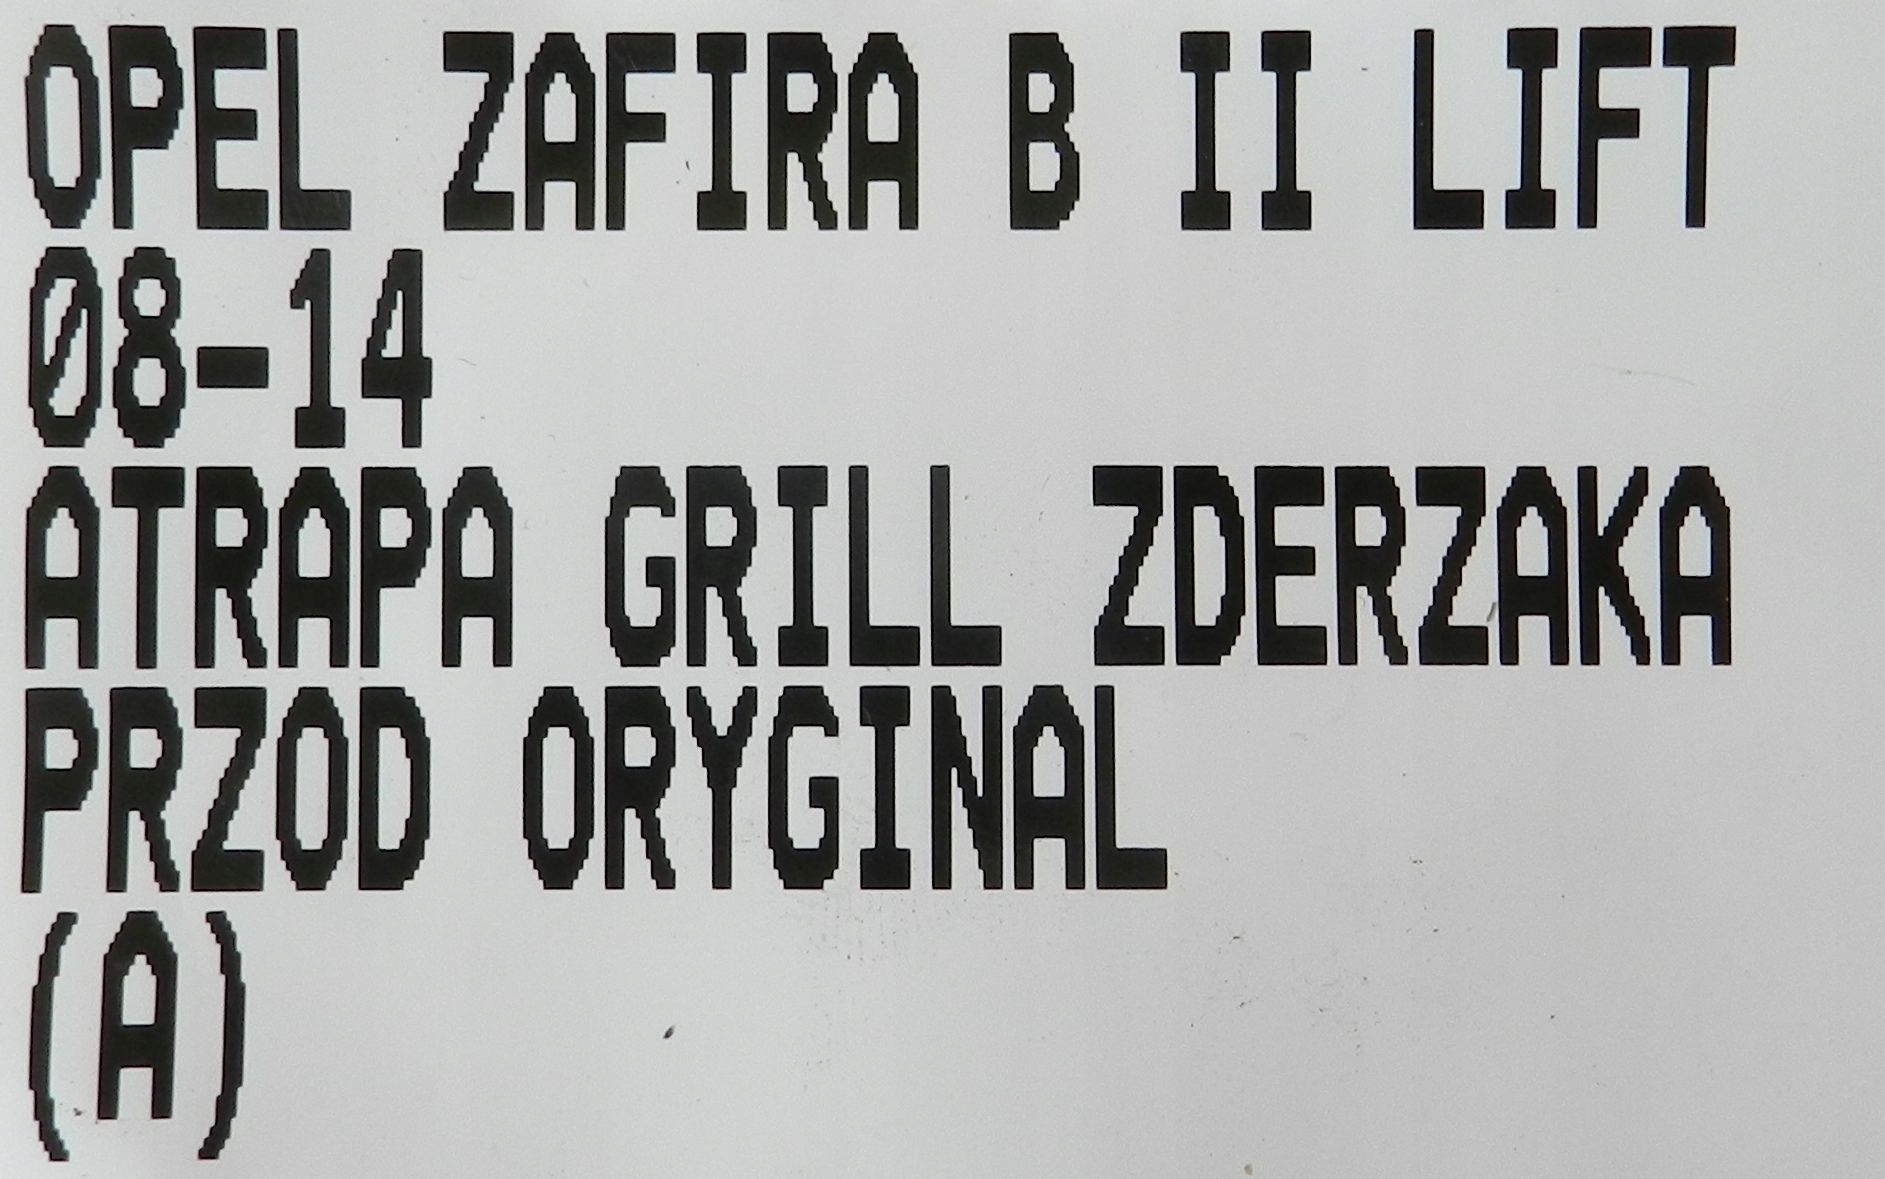 OPEL ZAFIRA B II LIFT
08-14
ATRAPA GRILL ZDERZAKA
PRZOD ORYGINAL
(A)